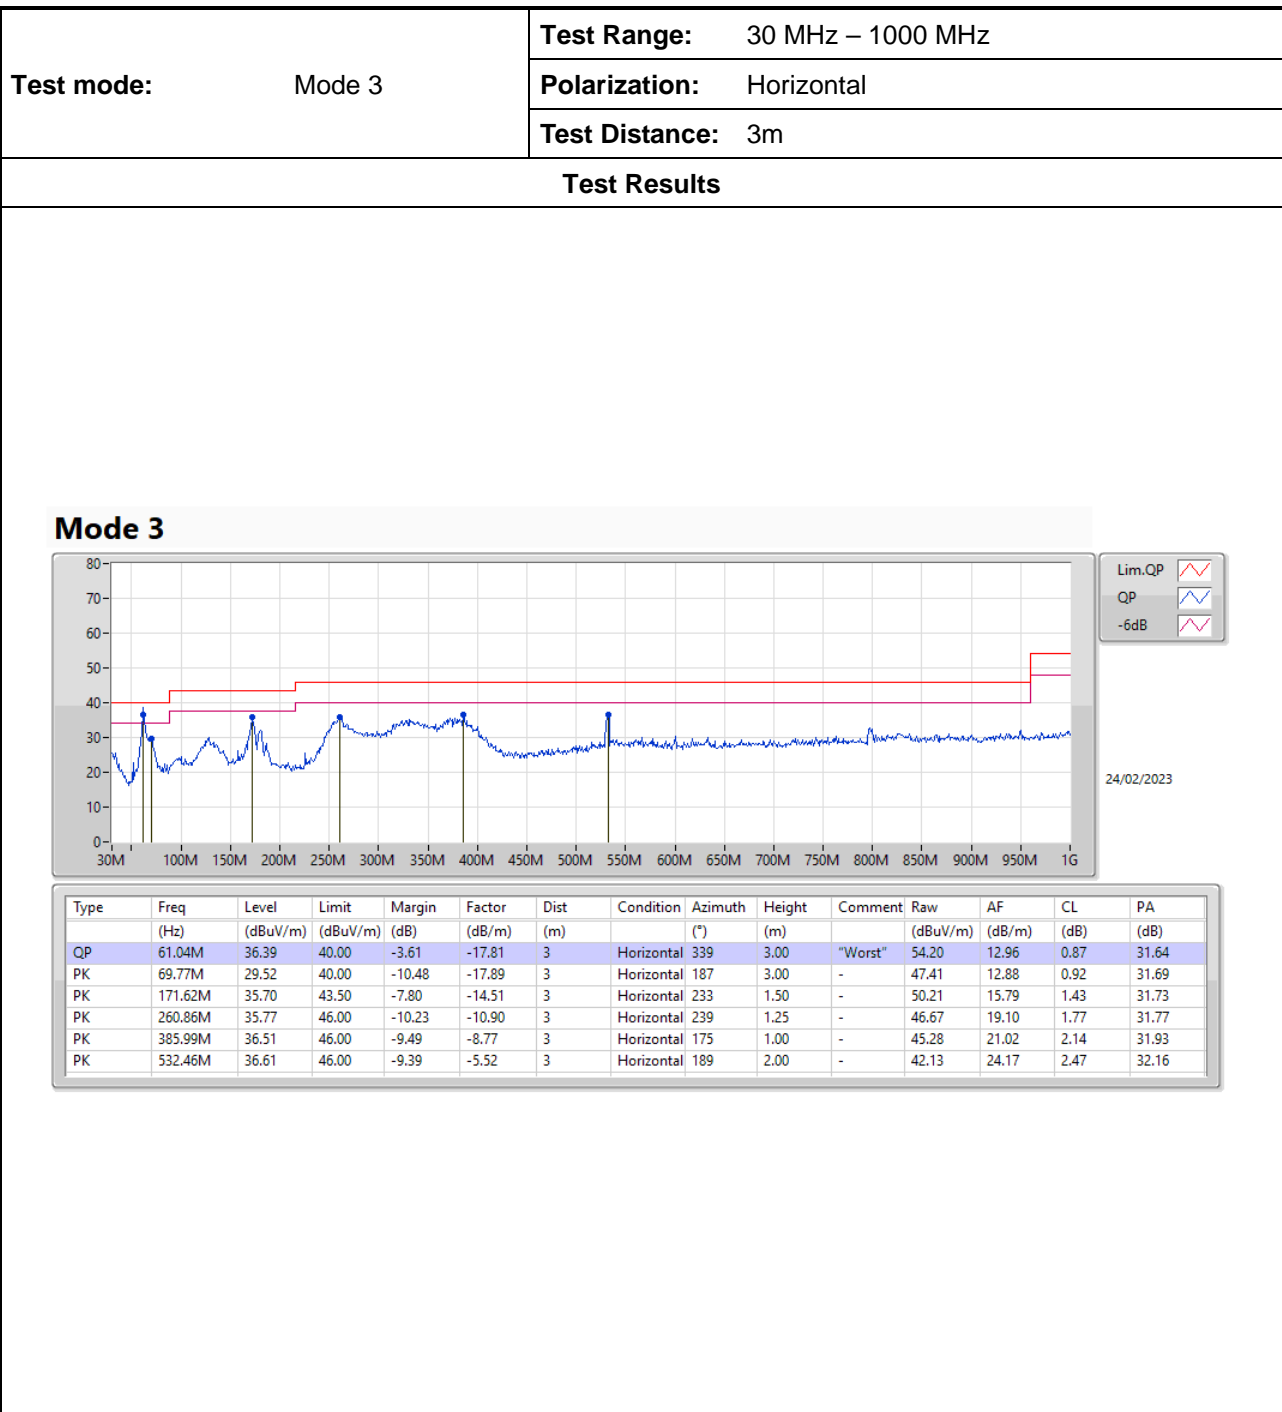 Test mode: Mode 3
Test Range: 30 MHz – 1000 MHz
Polarization: Horizontal
Test Distance: 3m
Test Results
Mode 3
80
70
60
50
40
30
20
10
0
30M 100M 150M 200M 250M 300M 350M 400M 450M 500M 550M 600M 650M 700M 750M 800M 850M 900M 950M 1G
Lim.QP
QP
-6dB
24/02/2023
Type Freq Level Limit Margin Factor Dist Condition Azimuth Height Comment Raw AF CL PA
(Hz) (dBuV/m) (dBuV/m) (dB) (dB/m) (m) (°) (m) (dBuV/m) (dB/m) (dB) (dB)
QP 61.04M 36.39 40.00 -3.61 -17.81 3 Horizontal 339 3.00 "Worst" 54.20 12.96 0.87 31.64
PK 69.77M 29.52 40.00 -10.48 -17.89 3 Horizontal 187 3.00 - 47.41 12.88 0.92 31.69
PK 171.62M 35.70 43.50 -7.80 -14.51 3 Horizontal 233 1.50 - 50.21 15.79 1.43 31.73
PK 260.86M 35.77 46.00 -10.23 -10.90 3 Horizontal 239 1.25 - 46.67 19.10 1.77 31.77
PK 385.99M 36.51 46.00 -9.49 -8.77 3 Horizontal 175 1.00 - 45.28 21.02 2.14 31.93
PK 532.46M 36.61 46.00 -9.39 -5.52 3 Horizontal 189 2.00 - 42.13 24.17 2.47 32.16